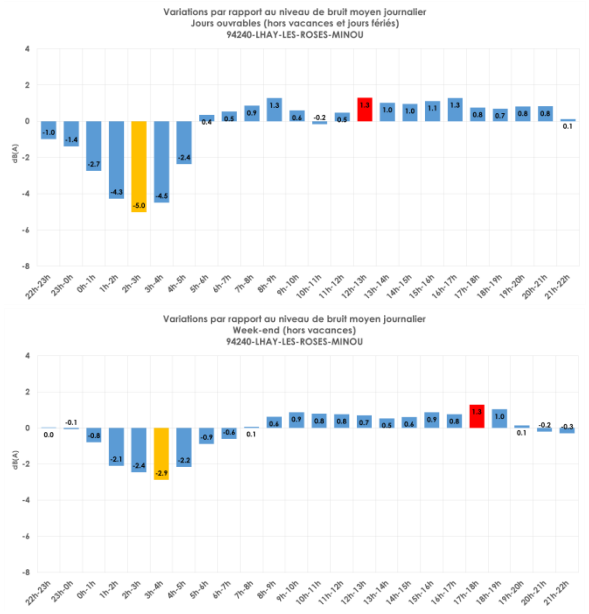 Variations par rapport au niveau de bruit moyen journalier
Jours ouvrables (hors vacances et jours fériés)
94240-LHAY-LES-ROSES-MINOU
4
2
0
-2
-4
-6
-8
dB(A)
-1.0 -1.4 -2.7 -4.3 -5.0 -4.5 -2.4 0.4 0.5 0.9 1.3 0.6 -0.2 0.5 1.3 1.0 1.0 1.1 1.3 0.8 0.7 0.8 0.8 0.1
22h-23h 23h-0h 0h-1h 1h-2h 2h-3h 3h-4h 4h-5h 5h-6h 6h-7h 7h-8h 8h-9h 9h-10h 10h-11h 11h-12h 12h-13h 13h-14h 14h-15h 15h-16h 16h-17h 17h-18h 18h-19h 19h-20h 20h-21h 21h-22h
Variations par rapport au niveau de bruit moyen journalier
Week-end (hors vacances)
94240-LHAY-LES-ROSES-MINOU
4
2
0
-2
-4
-6
-8
dB(A)
0.0 -0.1 -0.8 -2.1 -2.4 -2.9 -2.2 -0.9 -0.6 0.1 0.6 0.9 0.8 0.8 0.7 0.5 0.6 0.9 0.8 1.3 1.0 0.1 -0.2 -0.3
22h-23h 23h-0h 0h-1h 1h-2h 2h-3h 3h-4h 4h-5h 5h-6h 6h-7h 7h-8h 8h-9h 9h-10h 10h-11h 11h-12h 12h-13h 13h-14h 14h-15h 15h-16h 16h-17h 17h-18h 18h-19h 19h-20h 20h-21h 21h-22h